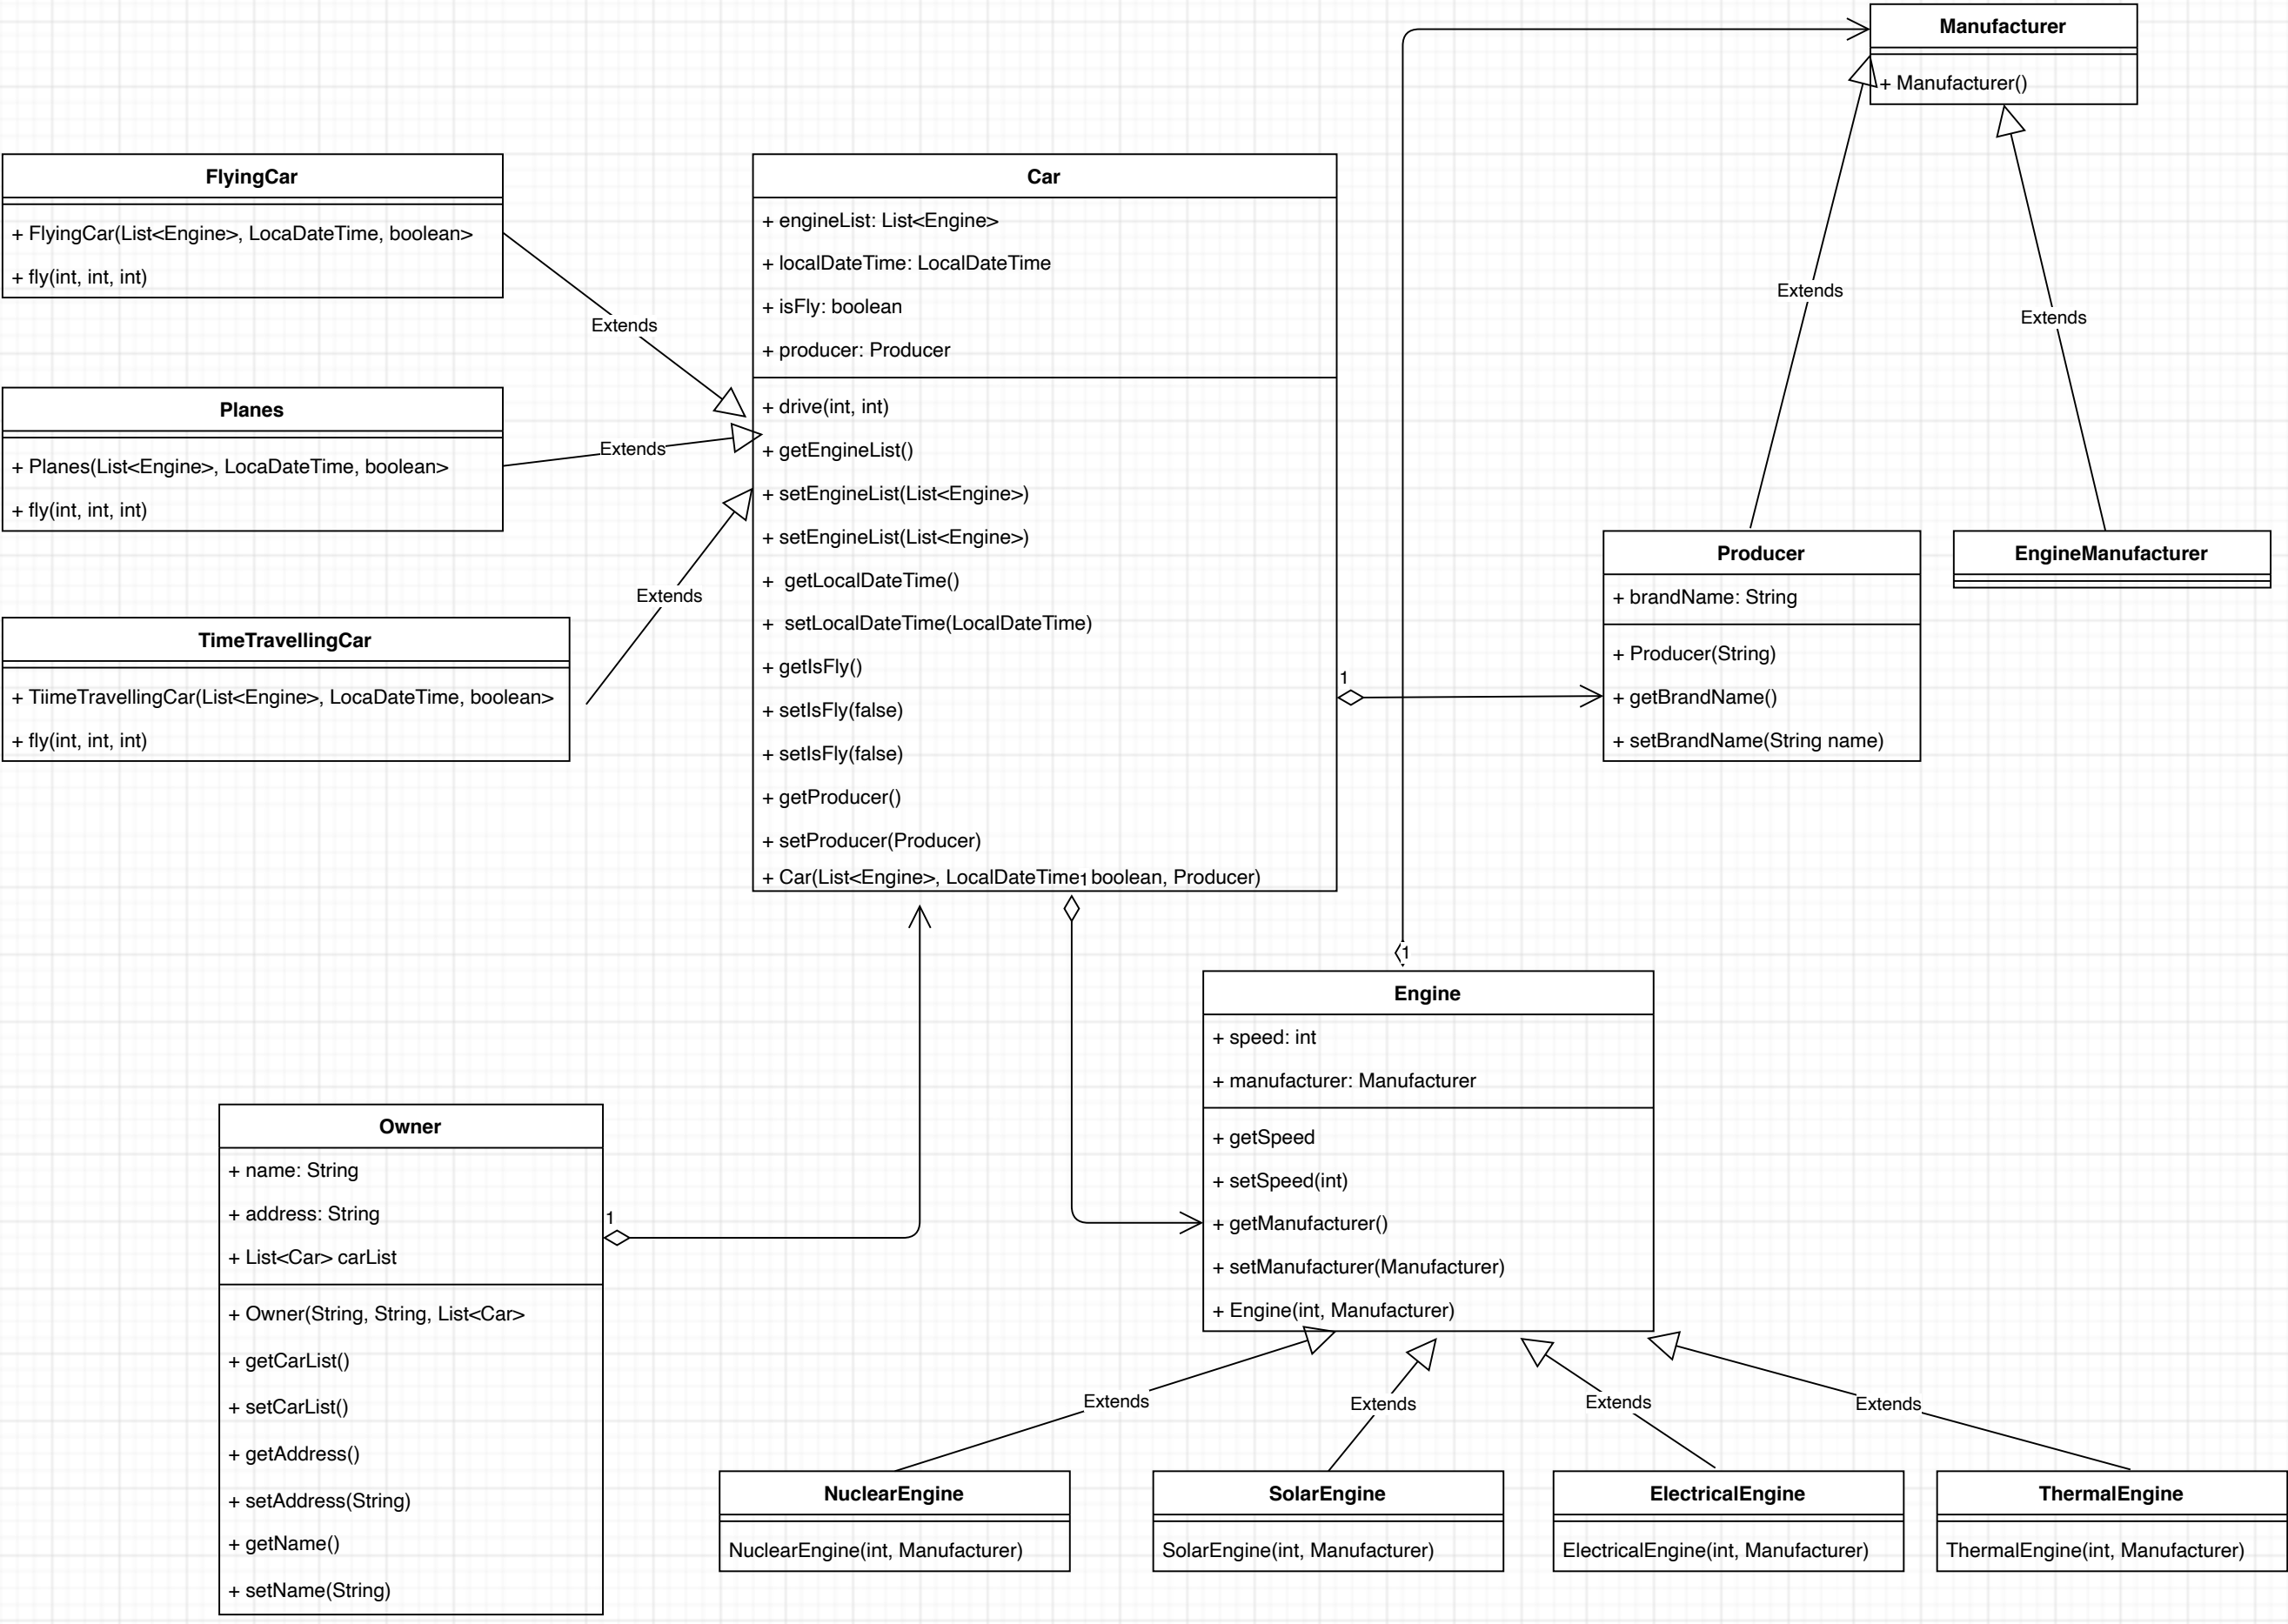 Manufacturer
+ Manufacturer()
FlyingCar
+ FlyingCar(List<Engine>, LocaDateTime, boolean>
+ fly(int, int, int)
Extends
Planes
+ Planes(List<Engine>, LocaDateTime, boolean>
+ fly(int, int, int)
Extends
TimeTravellingCar
+ TiimeTravellingCar(List<Engine>, LocaDateTime, boolean>
+ fly(int, int, int)
Extends
Car
+ engineList: List<Engine>
+ localDateTime: LocalDateTime
+ isFly: boolean
+ producer: Producer
+ drive(int, int)
+ getEngineList()
+ setEngineList(List<Engine>)
+ setEngineList(List<Engine>)
+ getLocalDateTime()
+ setLocalDateTime(LocalDateTime)
+ getIsFly()
+ setIsFly(false)
+ setIsFly(false)
+ getProducer()
+ setProducer(Producer)
+ Car(List<Engine>, LocalDateTime1 boolean, Producer)
1
Extends
Extends
Producer
+ brandName: String
+ Producer(String)
+ getBrandName()
+ setBrandName(String name)
EngineManufacturer
1
Engine
+ speed: int
+ manufacturer: Manufacturer
+ getSpeed
+ setSpeed(int)
+ getManufacturer()
+ setManufacturer(Manufacturer)
+ Engine(int, Manufacturer)
Owner
+ name: String
+ address: String
+ List<Car> carList
+ Owner(String, String, List<Car>
+ getCarList()
+ setCarList()
+ getAddress()
+ setAddress(String)
+ getName()
+ setName(String)
1
Extends
Extends
Extends
Extends
NuclearEngine
NuclearEngine(int, Manufacturer)
SolarEngine
SolarEngine(int, Manufacturer)
ElectricalEngine
ElectricalEngine(int, Manufacturer)
ThermalEngine
ThermalEngine(int, Manufacturer)